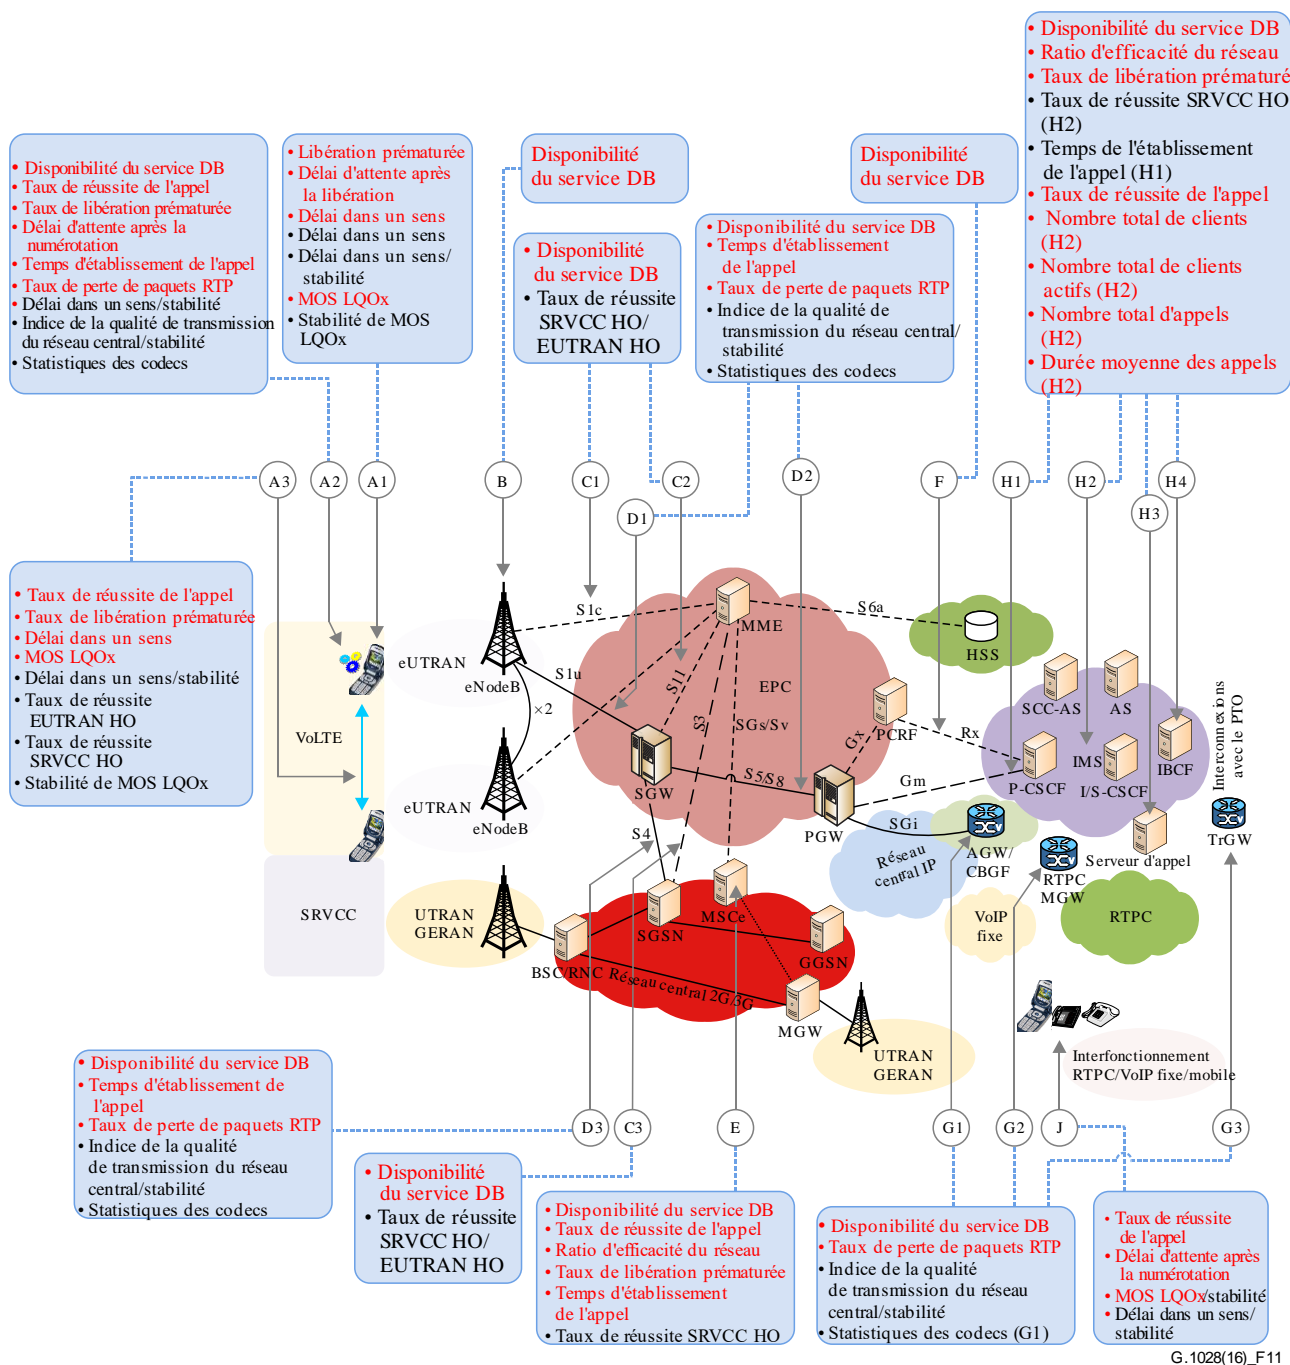 • Disponibilité du service DB
• Ratio d'efficacité du réseau
• Taux de libération prématuré
• Taux de réussite SRVCC HO
(H2)
• Temps de l'établissement
de l'appel (H1)
• Taux de réussite de l'appel
• Nombre total de clients
(H2)
• Nombre total de clients
actifs (H2)
• Nombre total d'appels
(H2)
• Durée moyenne des appels
(H2)
• Disponibilité du service DB
• Taux de réussite de l'appel
• Taux de libération prématurée
• Délai d'attente après la
numérotation
• Temps d'établissement de l'appel
• Taux de perte de paquets RTP
• Délai dans un sens/stabilité
• Indice de la qualité de transmission
du réseau central/stabilité
• Statistiques des codecs
• Libération prématurée
• Délai d'attente après
la libération
• Délai dans un sens
• Délai dans un sens
• Délai dans un sens/
stabilité
• MOS LQOx
• Stabilité de MOS
LQOx
Disponibilité
du service DB
• Disponibilité
du service DB
• Taux de réussite
SRVCC HO/
EUTRAN HO
• Disponibilité du service DB
• Temps d'établissement
de l'appel
• Taux de perte de paquets RTP
• Indice de la qualité de
transmission du réseau central/
stabilité
• Statistiques des codecs
Disponibilité
du service DB
A3
A2
A1
B
C1
C2
D1
D2
F
H1
H2
H3
H4
• Taux de réussite de l'appel
• Taux de libération prématurée
• Délai dans un sens
• MOS LQOx
• Délai dans un sens/stabilité
• Taux de réussite
EUTRAN HO
• Taux de réussite
SRVCC HO
• Stabilité de MOS LQOx
VoLTE
SRVCC
eUTRAN
eNodeB
S1c
S1u
×2
eUTRAN
eNodeB
MME
S6a
HSS
S11
S3
SGs/Sv
EPC
SGW
S5/S8
PGW
Gx
PCRF
Rx
Gm
SGi
SCC-AS
AS
IMS
P-CSCF
I/S-CSCF
IBCF
Interconnexions
avec le PTO
TrGW
Serveur d'appel
Réseau
central IP
AGW/
CBGF
RTPC
MGW
RTPC
VoIP
fixe
S4
UTRAN
GERAN
BSC/RNC
SGSN
MSCe
GGSN
Réseau central 2G/3G
MGW
UTRAN
GERAN
Interfonctionnement
RTPC/VoIP fixe/mobile
D3
C3
E
G1
G2
J
G3
• Disponibilité du service DB
• Temps d'établissement de
l'appel
• Taux de perte de paquets RTP
• Indice de la qualité
de transmission du réseau
central/stabilité
• Statistiques des codecs
• Disponibilité
du service DB
• Taux de réussite
SRVCC HO/
EUTRAN HO
• Disponibilité du service DB
• Taux de réussite de l'appel
• Ratio d'efficacité du réseau
• Taux de libération prématurée
• Temps d'établissement
de l'appel
• Taux de réussite SRVCC HO
• Disponibilité du service DB
• Taux de perte de paquets RTP
• Indice de la qualité
de transmission du réseau
central/stabilité
• Statistiques des codecs (G1)
• Taux de réussite
de l'appel
• Délai d'attente après
la numérotation
• MOS LQOx/stabilité
• Délai dans un sens/
stabilité
G.1028(16)_F11